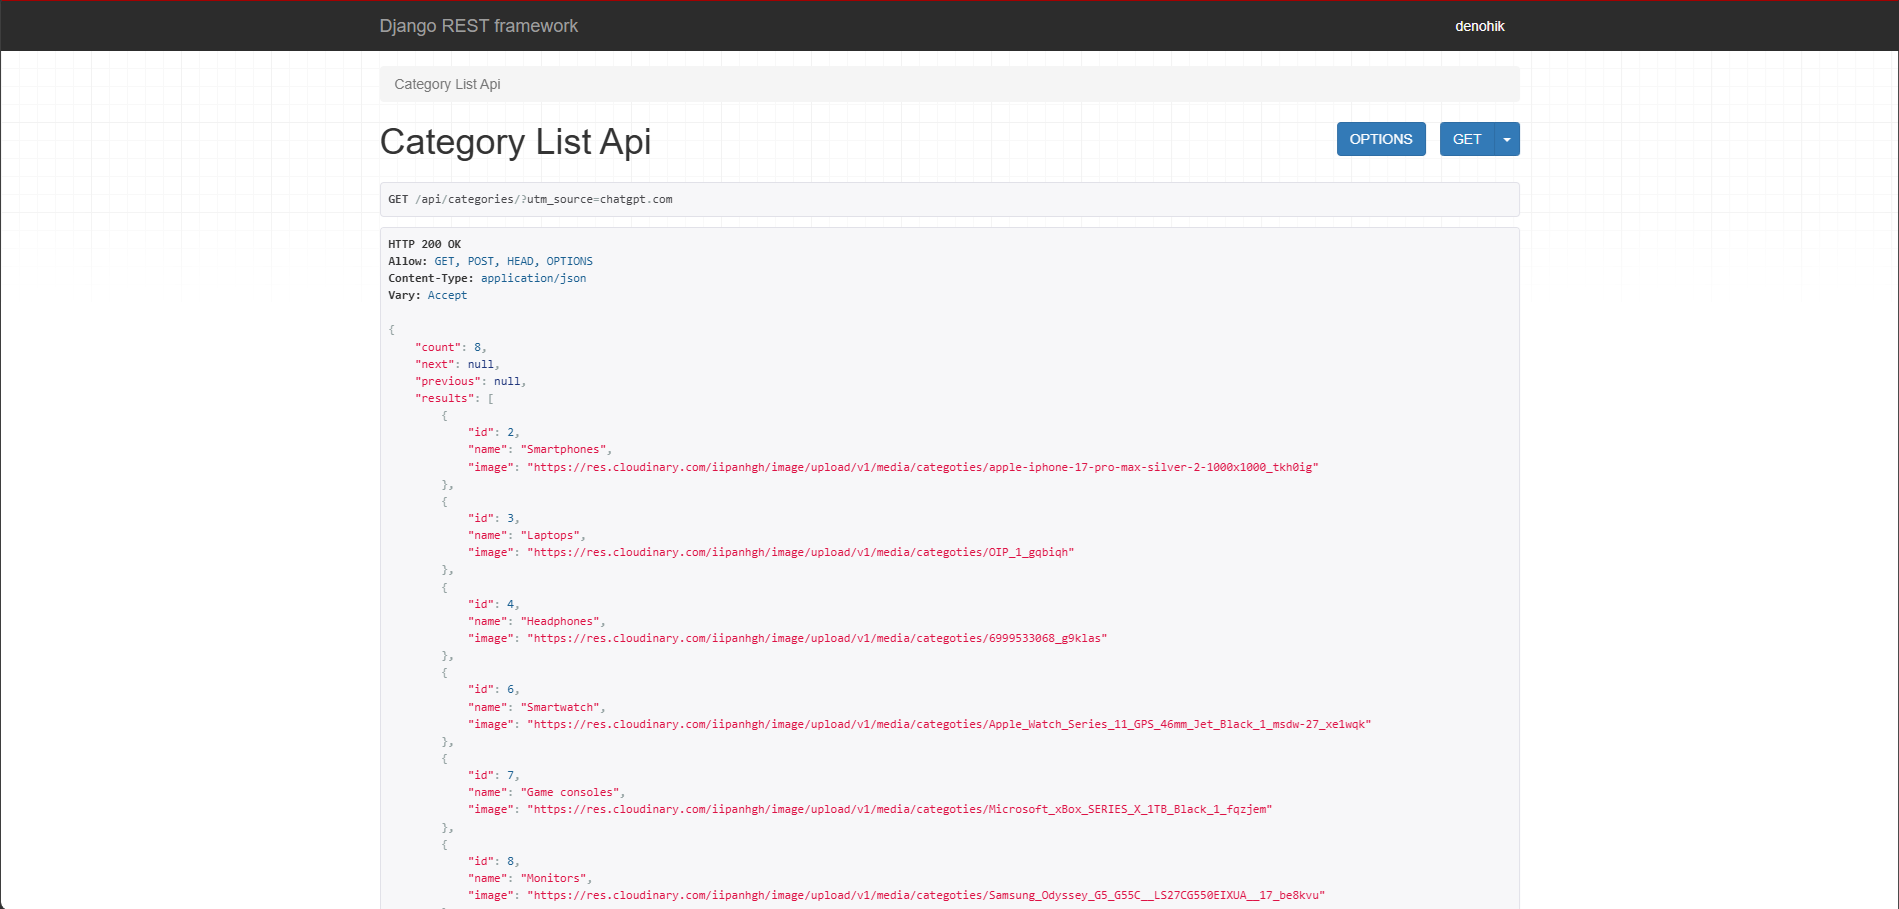 Django REST framework
denohik
Category List Api
Category List Api
OPTIONS
GET
GET /api/categories/?utm_source=chatgpt.com
HTTP 200 OK
Allow: GET, POST, HEAD, OPTIONS
Content-Type: application/json
Vary: Accept
{
"count": 8,
"next": null,
"previous": null,
"results": [
{
"id": 2,
"name": "Smartphones",
"image": "https://res.cloudinary.com/iipanhgh/image/upload/v1/media/categoties/apple-iphone-17-pro-max-silver-2-1000x1000_tkh0ig"
},
{
"id": 3,
"name": "Laptops",
"image": "https://res.cloudinary.com/iipanhgh/image/upload/v1/media/categoties/OIP_1_gqbiqh"
},
{
"id": 4,
"name": "Headphones",
"image": "https://res.cloudinary.com/iipanhgh/image/upload/v1/media/categoties/6999533068_g9klas"
},
{
"id": 6,
"name": "Smartwatch",
"image": "https://res.cloudinary.com/iipanhgh/image/upload/v1/media/categoties/Apple_Watch_Series_11_GPS_46mm_Jet_Black_1_msdw-27_xe1wqk"
},
{
"id": 7,
"name": "Game consoles",
"image": "https://res.cloudinary.com/iipanhgh/image/upload/v1/media/categoties/Microsoft_xBox_SERIES_X_1TB_Black_1_fqzjem"
},
{
"id": 8,
"name": "Monitors",
"image": "https://res.cloudinary.com/iipanhgh/image/upload/v1/media/categoties/Samsung_Odyssey_G5_G55C__LS27CG550EIXUA__17_be8kvu"